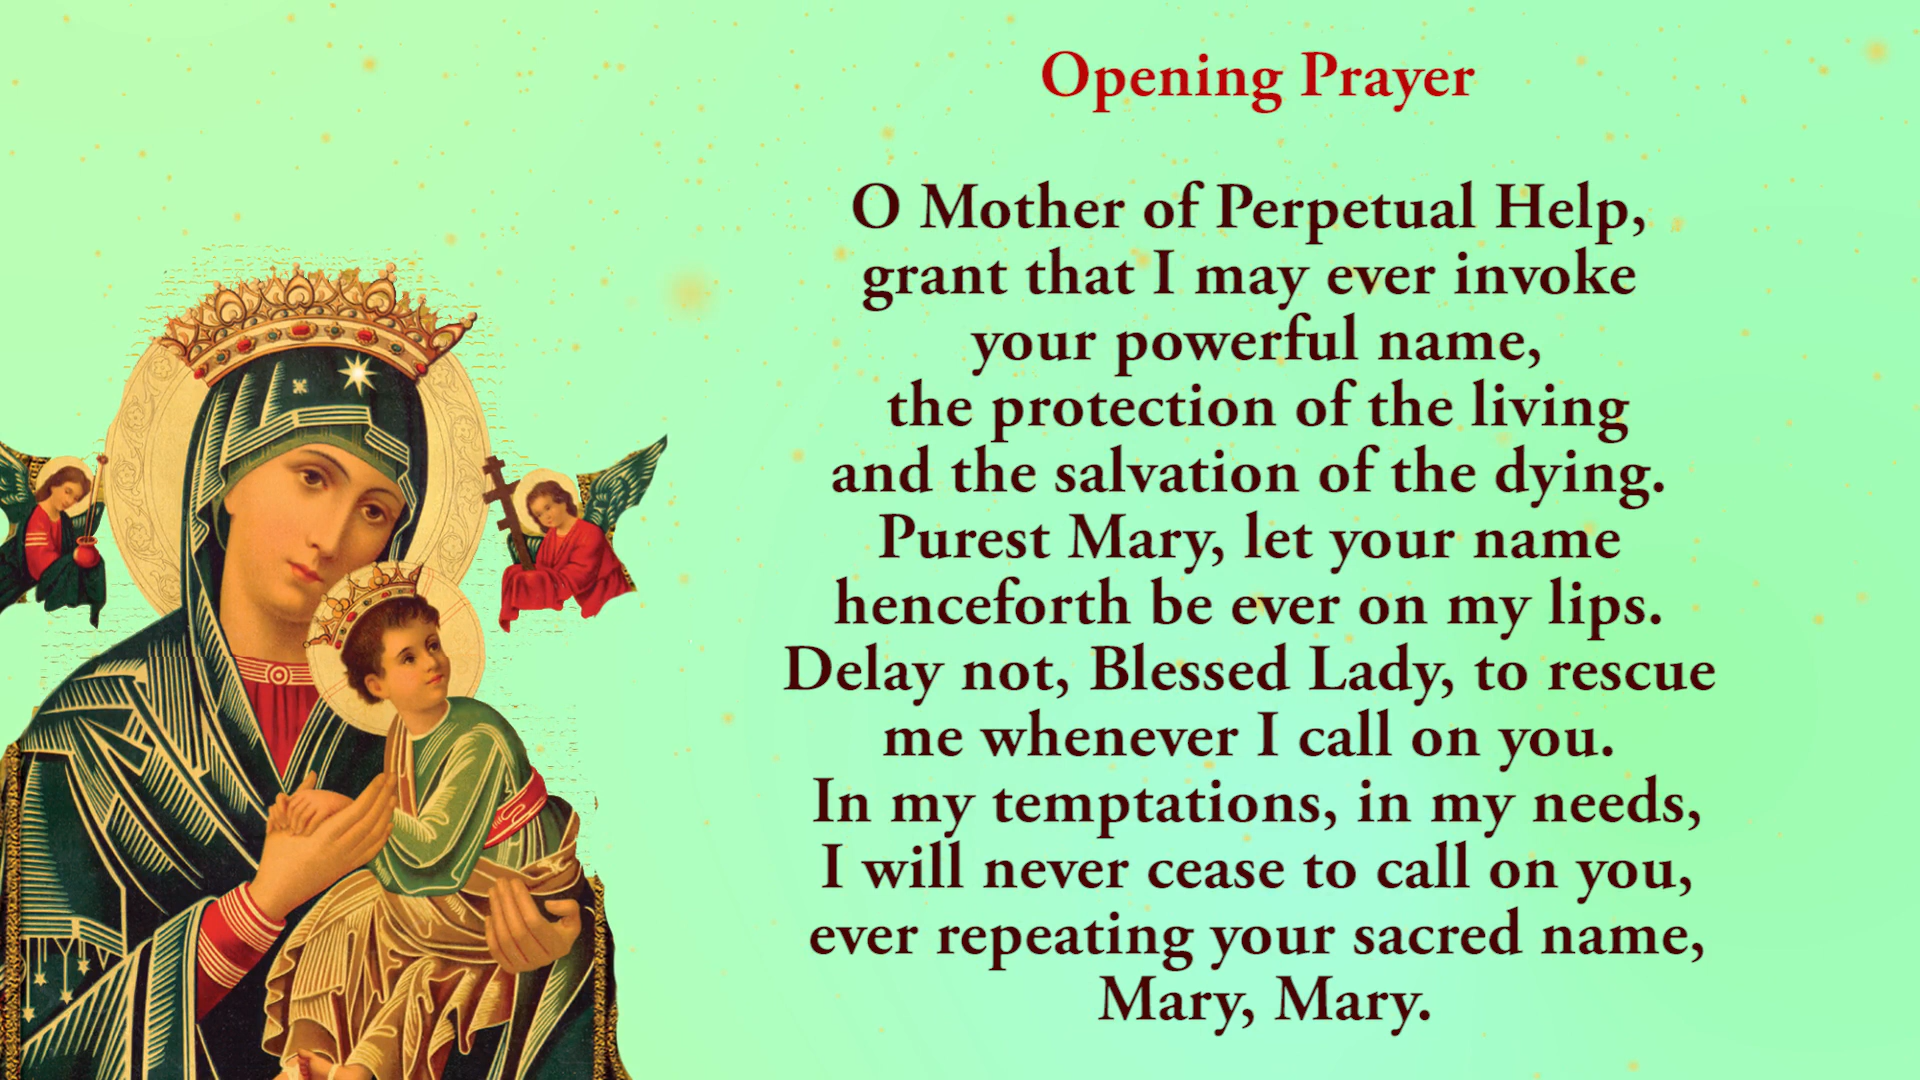 Opening Prayer
O Mother of Perpetual Help,
grant that I may ever invoke
your powerful name,
the protection of the living
and the salvation of the dying.
Purest Mary, let your name
henceforth be ever on my lips.
Delay not, Blessed Lady, to rescue
me whenever I call on you.
In my temptations, in my needs,
I will never cease to call on you,
ever repeating your sacred name,
Mary, Mary.